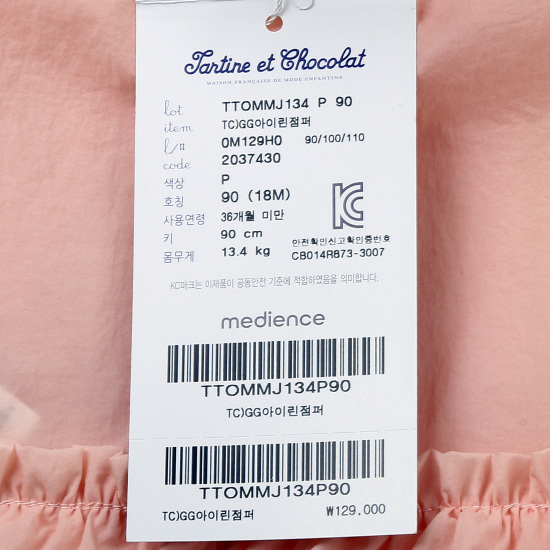 Tartine et Chocolat
MAISON FRANÇAISE DE MODE ENFANTINE
lot TTOMMJ134 P 90
item TC)GG아이린점퍼
l/# 0M129H0 90/100/110
code 2037430
색상 P
호칭 90 (18M)
사용연령 36개월 미만
키 90 cm
몸무게 13.4 kg
안전확인신고확인증번호
CB014R873-3007
KC마크는 이제품이 공동안전 기준에 적합하였음을 의미합니다.
medience
TTOMMJ134P90
TC)GG아이린점퍼
TTOMMJ134P90
TC)GG아이린점퍼 ₩129,000